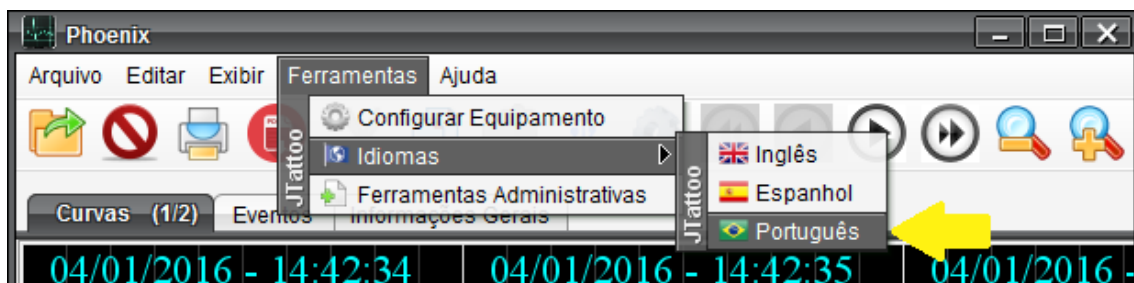 Phoenix
Arquivo Editar Exibir Ferramentas Ajuda
JTattoo
Configurar Equipamento
Idiomas
Ferramentas Administrativas
JTattoo
Inglês
Espanhol
Português
Curvas (1/2) Eventos Informações Gerais
04/01/2016 - 14:42:34 04/01/2016 - 14:42:35 04/01/2016 -